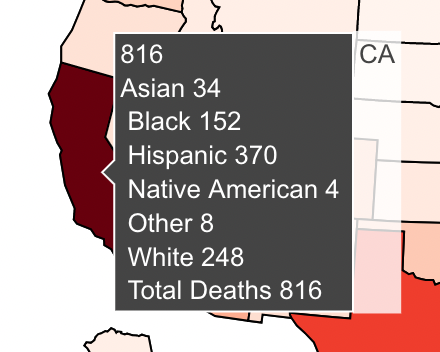 816
CA
Asian 34
Black 152
Hispanic 370
Native American 4
Other 8
White 248
Total Deaths 816